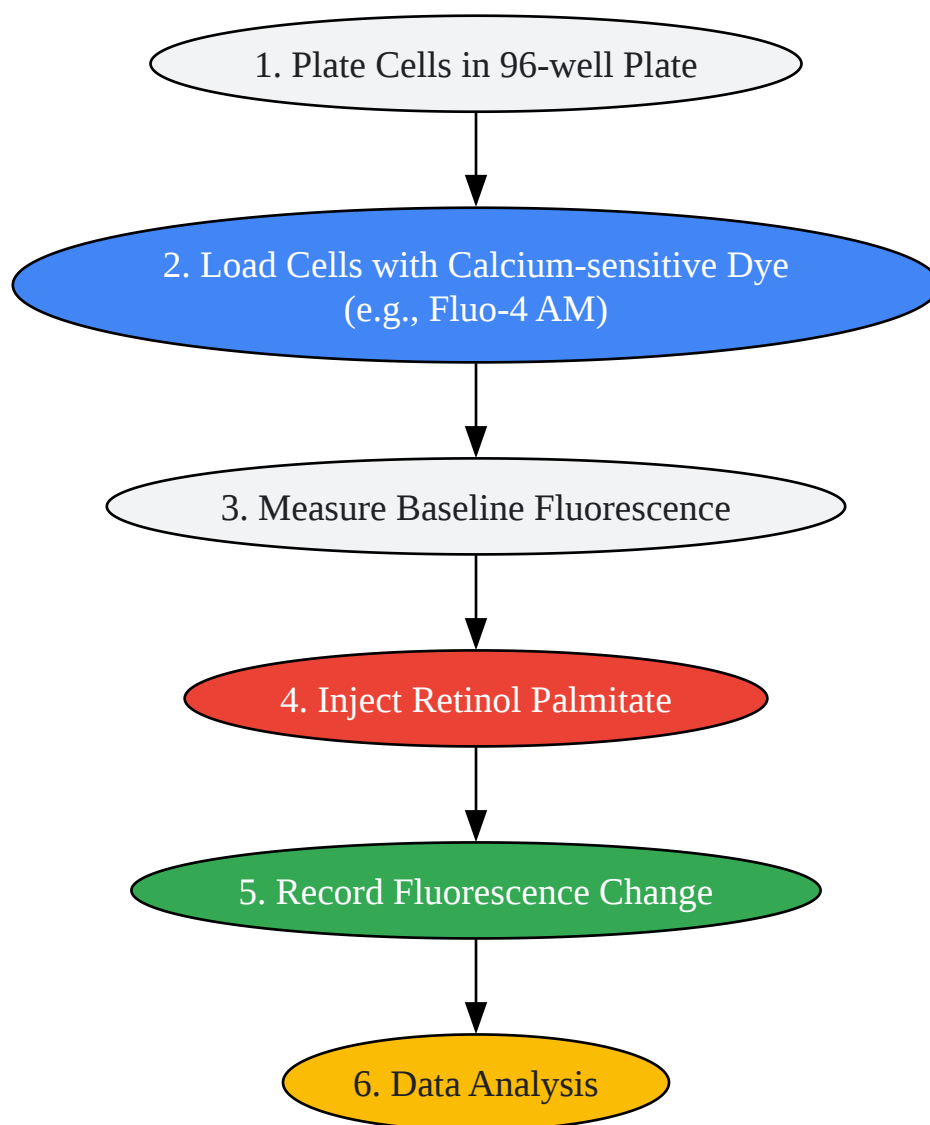 1. Plate Cells in 96-well Plate
2. Load Cells with Calcium-sensitive Dye
(e.g., Fluo-4 AM)
3. Measure Baseline Fluorescence
4. Inject Retinol Palmitate
5. Record Fluorescence Change
6. Data Analysis